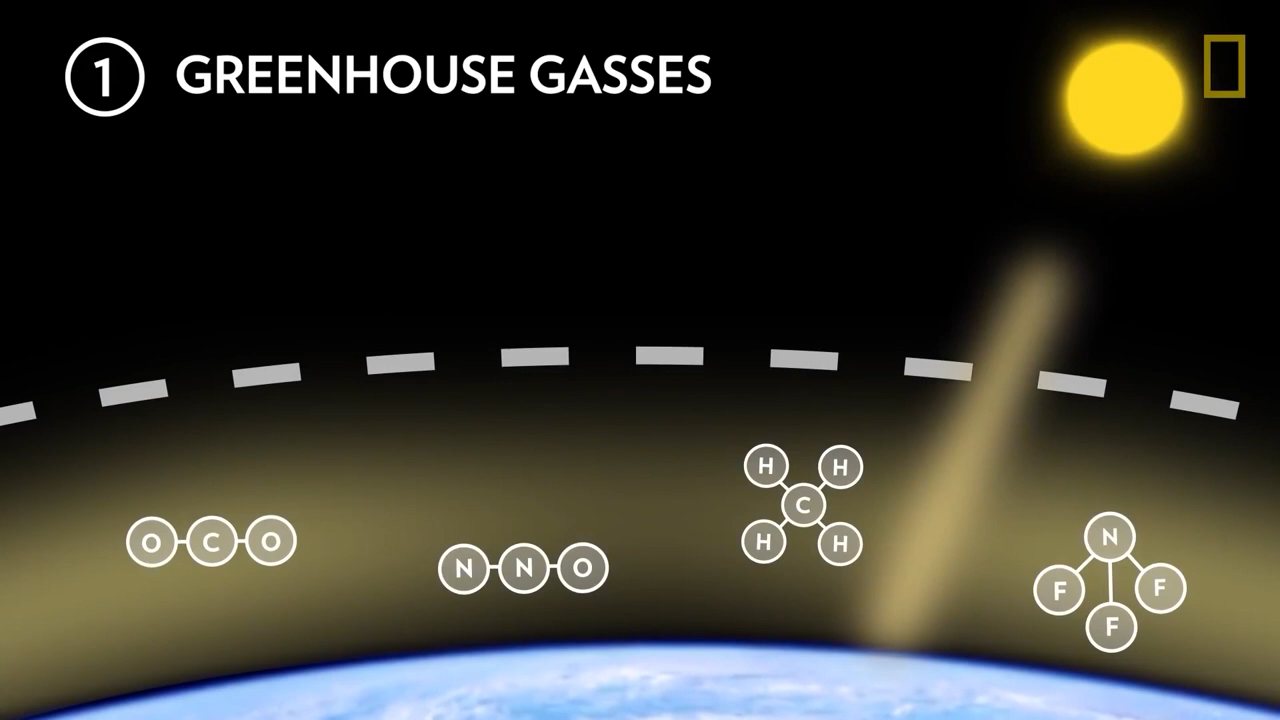 1 GREENHOUSE GASSES
H H
C
H H
O C O
N N O
N
F F
F